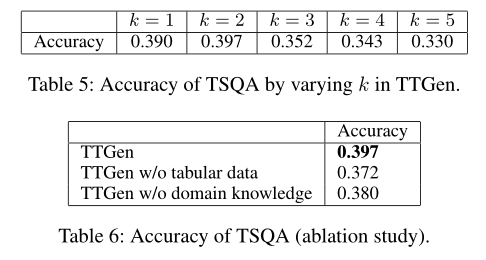 k = 1 k = 2 k = 3 k = 4 k = 5
Accuracy 0.390 0.397 0.352 0.343 0.330
Table 5: Accuracy of TSQA by varying k in TTGen.
Accuracy
TTGen 0.397
TTGen w/o tabular data 0.372
TTGen w/o domain knowledge 0.380
Table 6: Accuracy of TSQA (ablation study).